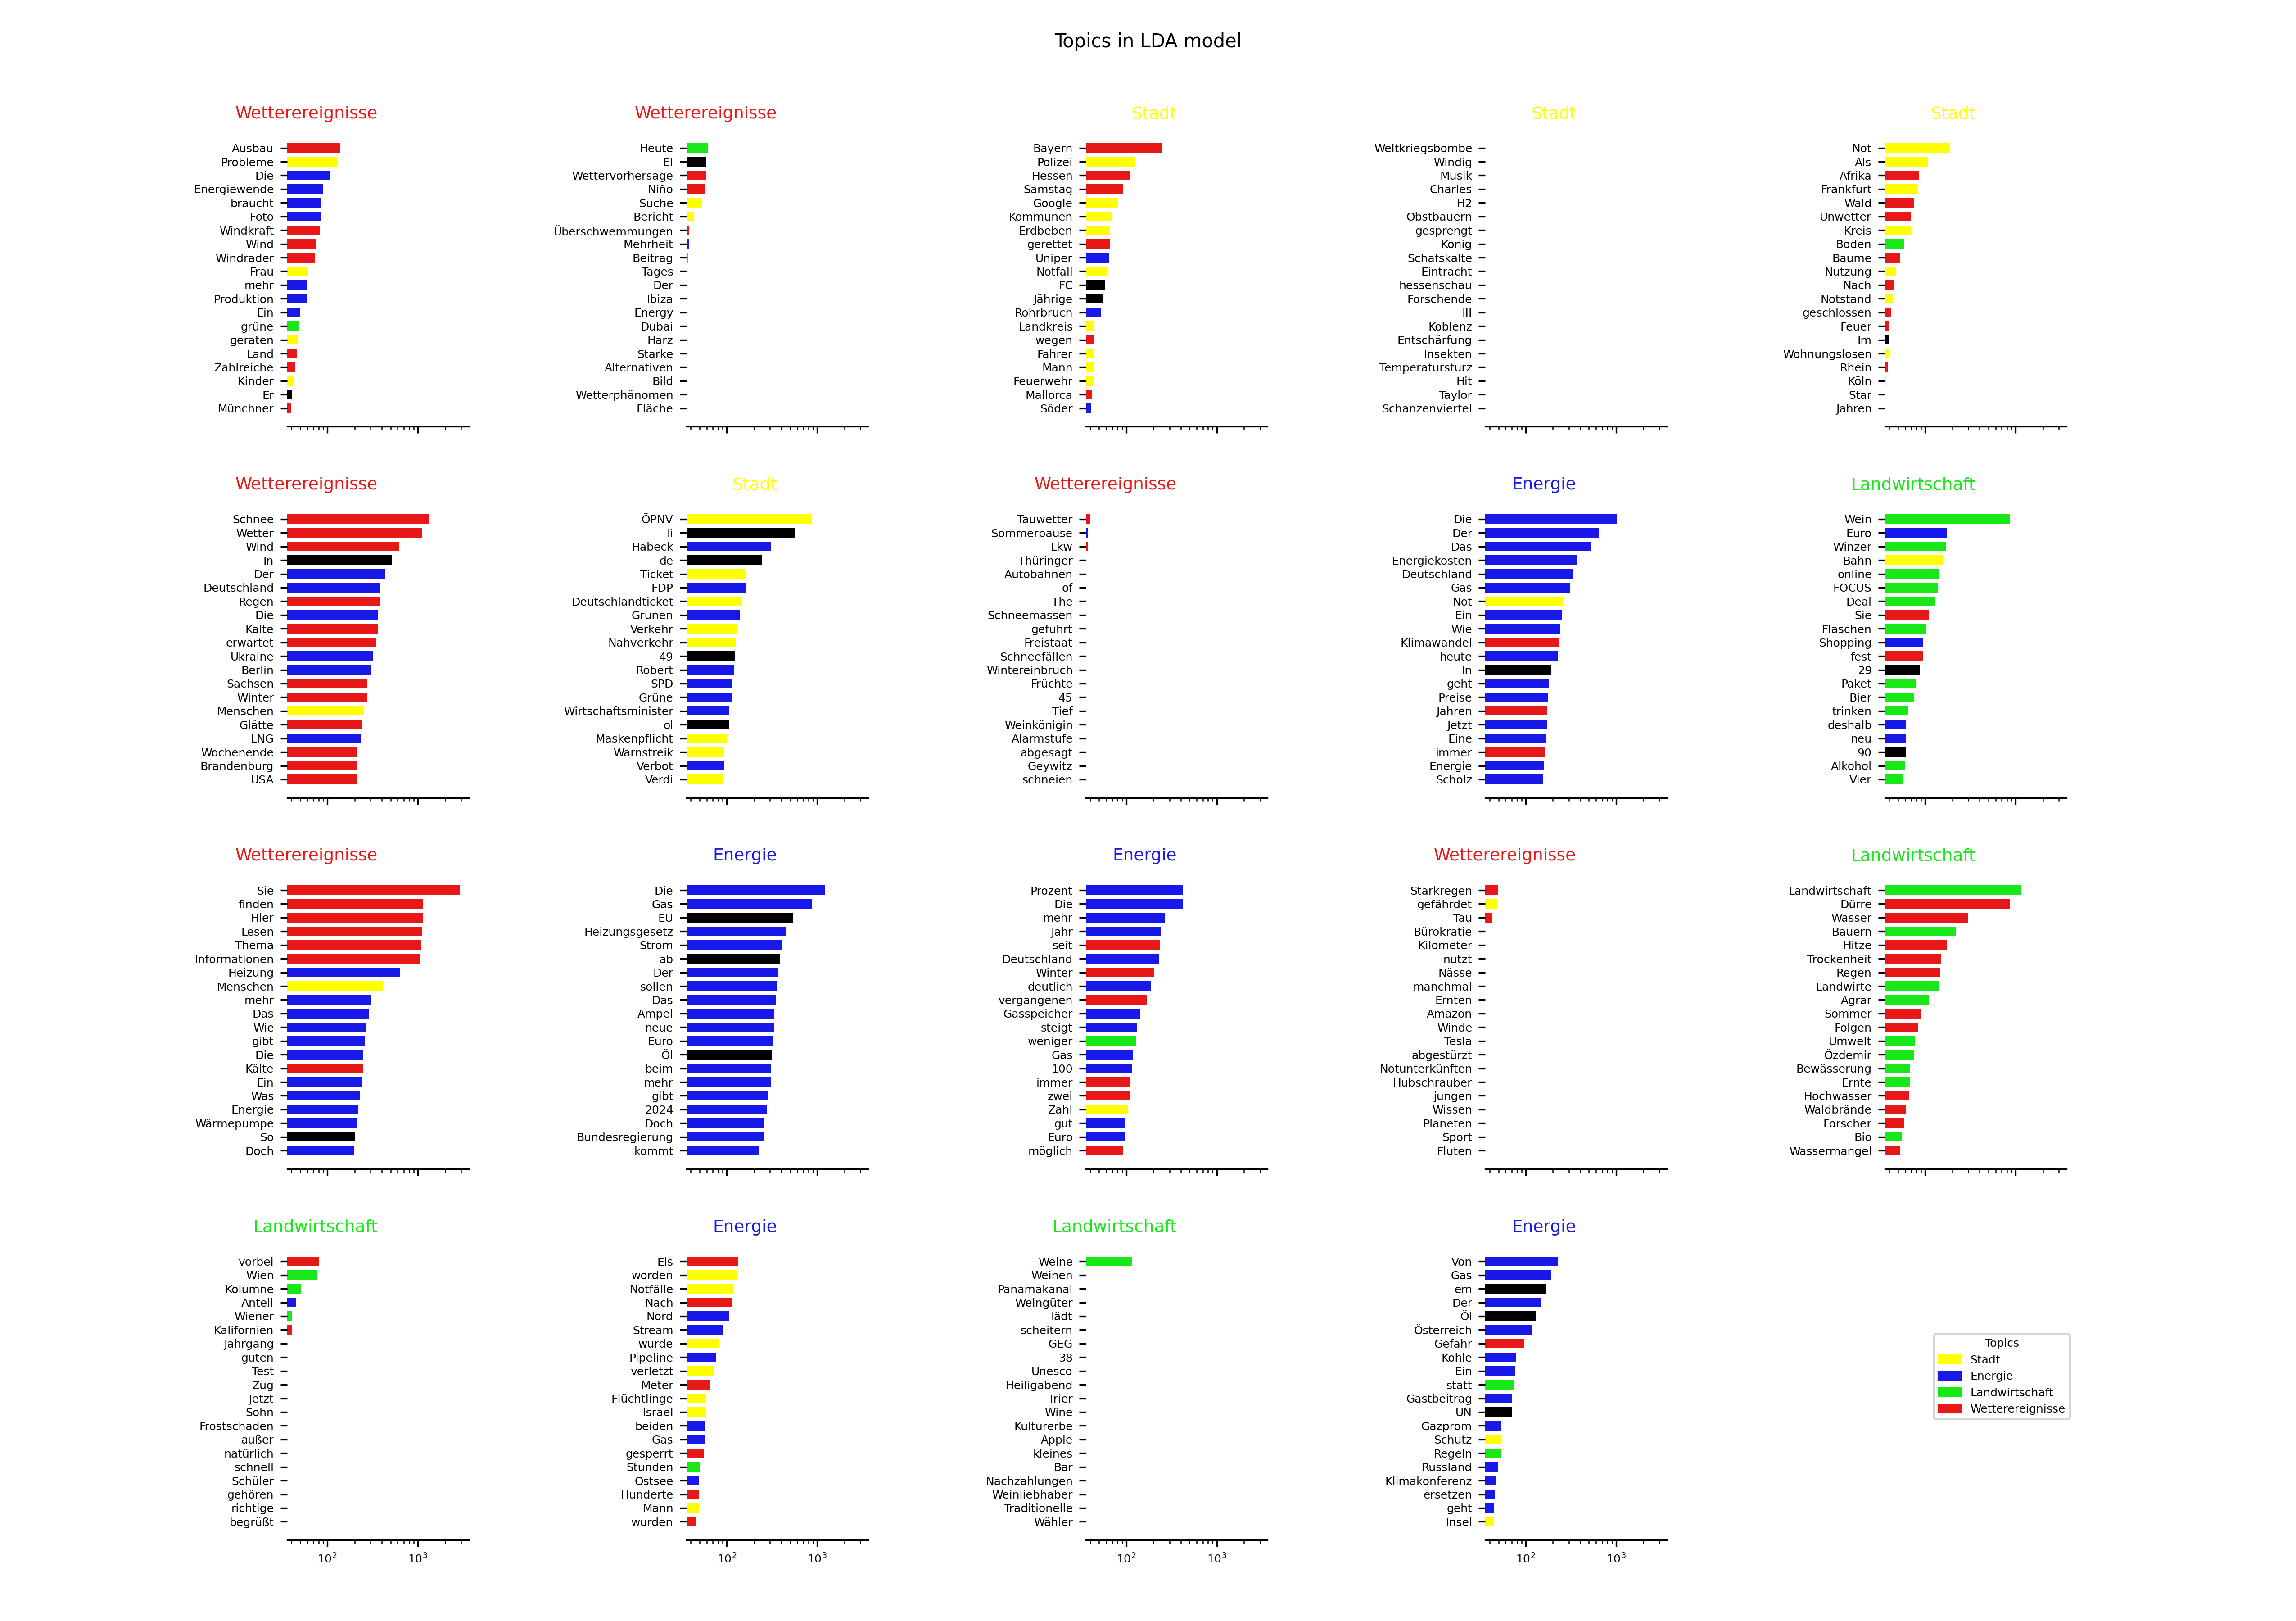 Topics in LDA model
Wetterereignisse
Ausbau
Probleme
Die
Energiewende
braucht
Foto
Windkraft
Wind
Windräder
Frau
mehr
Produktion
Ein
grüne
geraten
Land
Zahlreiche
Kinder
Er
Münchner
Wetterereignisse
Heute
El
Wettervorhersage
Niño
Suche
Bericht
Überschwemmungen
Mehrheit
Beitrag
Tages
Der
Ibiza
Energy
Dubai
Harz
Starke
Alternativen
Bild
Wetterphänomen
Fläche
Stadt
Bayern
Polizei
Hessen
Samstag
Google
Kommunen
Erdbeben
gerettet
Uniper
Notfall
FC
Jährige
Rohrbruch
Landkreis
wegen
Fahrer
Mann
Feuerwehr
Mallorca
Söder
Stadt
Weltkriegsbombe
Windig
Musik
Charles
H2
Obstbauern
gesprengt
König
Schafskälte
Eintracht
hessenschau
Forschende
III
Koblenz
Entschärfung
Insekten
Temperatursturz
Hit
Taylor
Schanzenviertel
Stadt
Not
Als
Afrika
Frankfurt
Wald
Unwetter
Kreis
Boden
Bäume
Nutzung
Nach
Notstand
geschlossen
Feuer
Im
Wohnungslosen
Rhein
Köln
Star
Jahren
Wetterereignisse
Schnee
Wetter
Wind
In
Der
Deutschland
Regen
Die
Kälte
erwartet
Ukraine
Berlin
Sachsen
Winter
Menschen
Glätte
LNG
Wochenende
Brandenburg
USA
Stadt
ÖPNV
li
Habeck
de
Ticket
FDP
Deutschlandticket
Grünen
Verkehr
Nahverkehr
49
Robert
SPD
Grüne
Wirtschaftsminister
ol
Maskenpflicht
Warnstreik
Verbot
Verdi
Wetterereignisse
Tauwetter
Sommerpause
Lkw
Thüringer
Autobahnen
of
The
Schneemassen
geführt
Freistaat
Schneefällen
Wintereinbruch
Früchte
45
Tief
Weinkönigin
Alarmstufe
abgesagt
Geywitz
schneien
Energie
Die
Der
Das
Energiekosten
Deutschland
Gas
Not
Ein
Wie
Klimawandel
heute
In
geht
Preise
Jahren
Jetzt
Eine
immer
Energie
Scholz
Landwirtschaft
Wein
Euro
Winzer
Bahn
online
FOCUS
Deal
Sie
Flaschen
Shopping
fest
29
Paket
Bier
trinken
deshalb
neu
90
Alkohol
Vier
Wetterereignisse
Sie
finden
Hier
Lesen
Thema
Informationen
Heizung
Menschen
mehr
Das
Wie
gibt
Die
Kälte
Ein
Was
Energie
Wärmepumpe
So
Doch
Energie
Die
Gas
EU
Heizungsgesetz
Strom
ab
Der
sollen
Das
Ampel
neue
Euro
Öl
beim
mehr
gibt
2024
Doch
Bundesregierung
kommt
Energie
Prozent
Die
mehr
Jahr
seit
Deutschland
Winter
deutlich
vergangenen
Gasspeicher
steigt
weniger
Gas
100
immer
zwei
Zahl
gut
Euro
möglich
Wetterereignisse
Starkregen
gefährdet
Tau
Bürokratie
Kilometer
nutzt
Nässe
manchmal
Ernten
Amazon
Winde
Tesla
abgestürzt
Notunterkünften
Hubschrauber
jungen
Wissen
Planeten
Sport
Fluten
Landwirtschaft
Landwirtschaft
Dürre
Wasser
Bauern
Hitze
Trockenheit
Regen
Landwirte
Agrar
Sommer
Folgen
Umwelt
Özdemir
Bewässerung
Ernte
Hochwasser
Waldbrände
Forscher
Bio
Wassermangel
Landwirtschaft
vorbei
Wien
Kolumne
Anteil
Wiener
Kalifornien
Jahrgang
guten
Test
Zug
Jetzt
Sohn
Frostschäden
außer
natürlich
schnell
Schüler
gehören
richtige
begrüßt
10² 10³
Energie
Eis
worden
Notfälle
Nach
Nord
Stream
wurde
Pipeline
verletzt
Meter
Flüchtlinge
Israel
beiden
Gas
gesperrt
Stunden
Ostsee
Hunderte
Mann
wurden
10² 10³
Landwirtschaft
Weine
Weinen
Panamakanal
Weingüter
lädt
scheitern
GEG
38
Unesco
Heiligabend
Trier
Wine
Kulturerbe
Apple
kleines
Bar
Nachzahlungen
Weinliebhaber
Traditionelle
Wähler
10² 10³
Energie
Von
Gas
em
Der
Öl
Österreich
Gefahr
Kohle
Ein
statt
Gastbeitrag
UN
Gazprom
Schutz
Regeln
Russland
Klimakonferenz
ersetzen
geht
Insel
10² 10³
Topics
Stadt
Energie
Landwirtschaft
Wetterereignisse